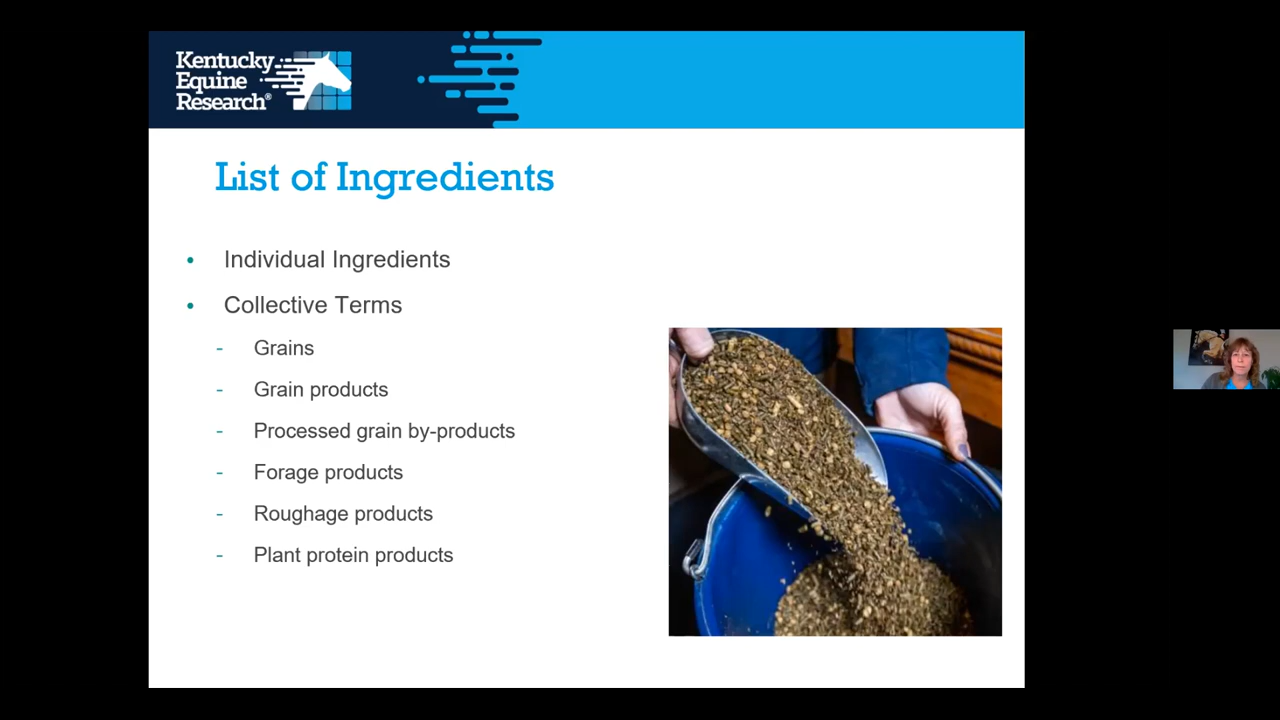 Kentucky
Equine
Research®
List of Ingredients
• Individual Ingredients
• Collective Terms
- Grains
- Grain products
- Processed grain by-products
- Forage products
- Roughage products
- Plant protein products